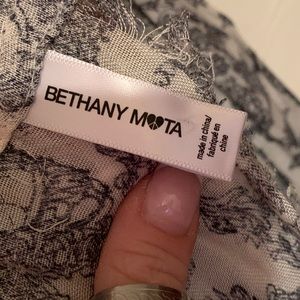 BETHANY MOTA
made in china/
fabriqué en
chine